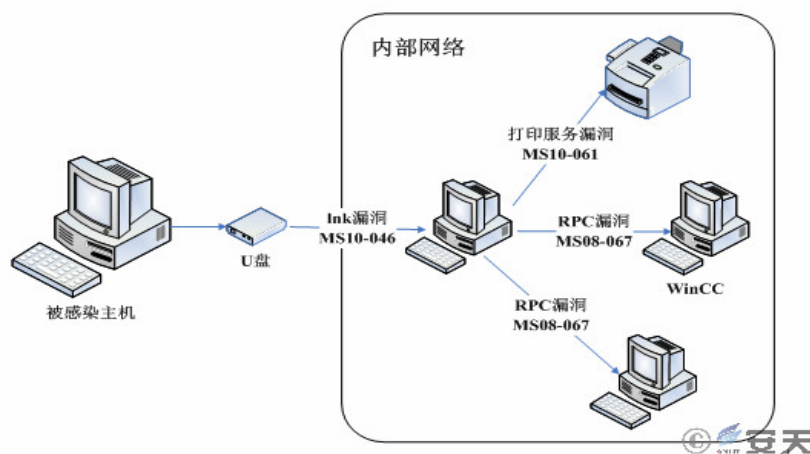 内部网络
打印服务漏洞
MS10-061
lnk漏洞
MS10-046
RPC漏洞
MS08-067
U盘
WinCC
被感染主机
RPC漏洞
MS08-067
© 安天